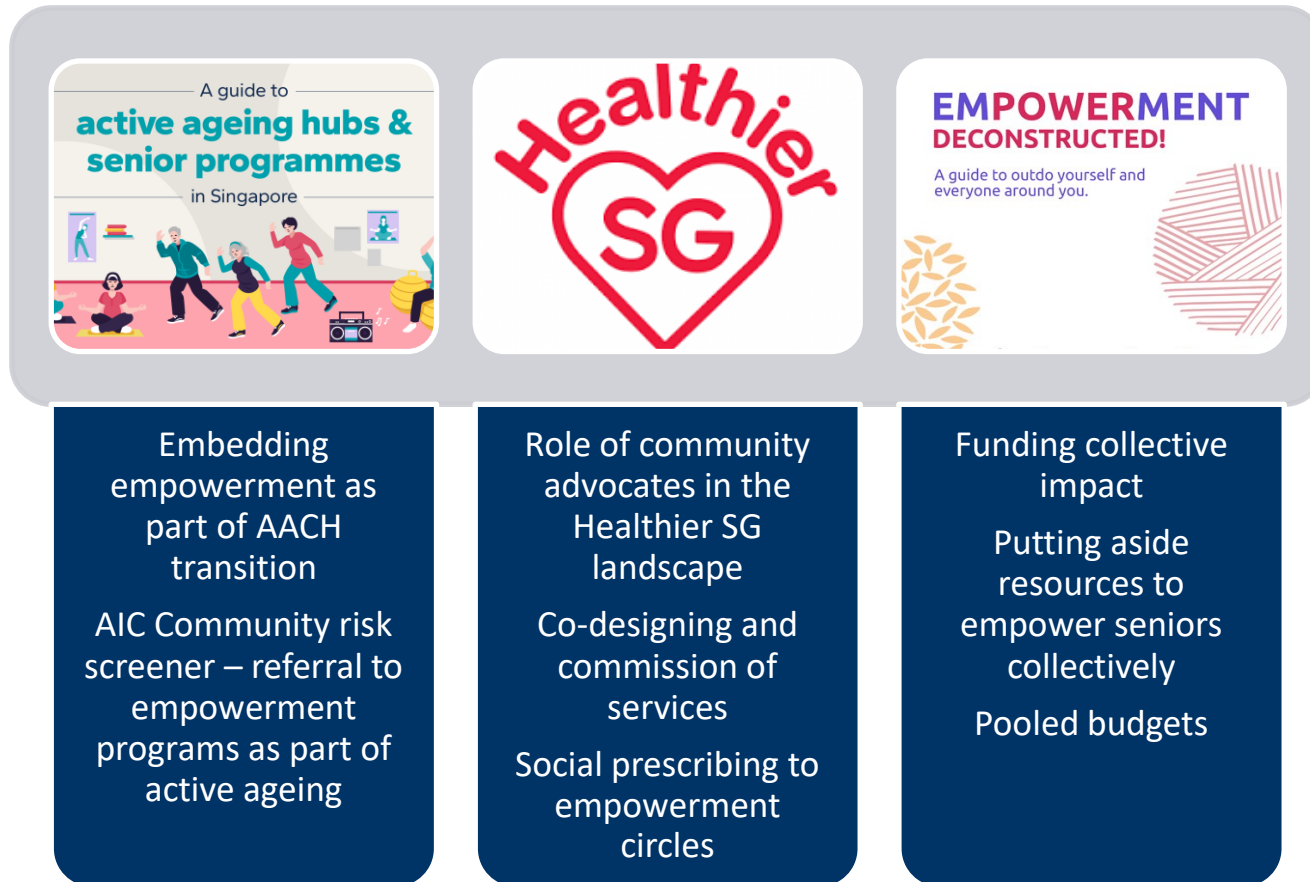 A guide to
active ageing hubs &
senior programmes
in Singapore
Healthier
SG
EMPOWERMENT
DECONSTRUCTED!
A guide to outdo yourself and
everyone around you.
Embedding
empowerment as
part of AACH
transition
AIC Community risk
screener – referral to
empowerment
programs as part of
active ageing
Role of community
advocates in the
Healthier SG
landscape
Co-designing and
commission of
services
Social prescribing to
empowerment
circles
Funding collective
impact
Putting aside
resources to
empower seniors
collectively
Pooled budgets